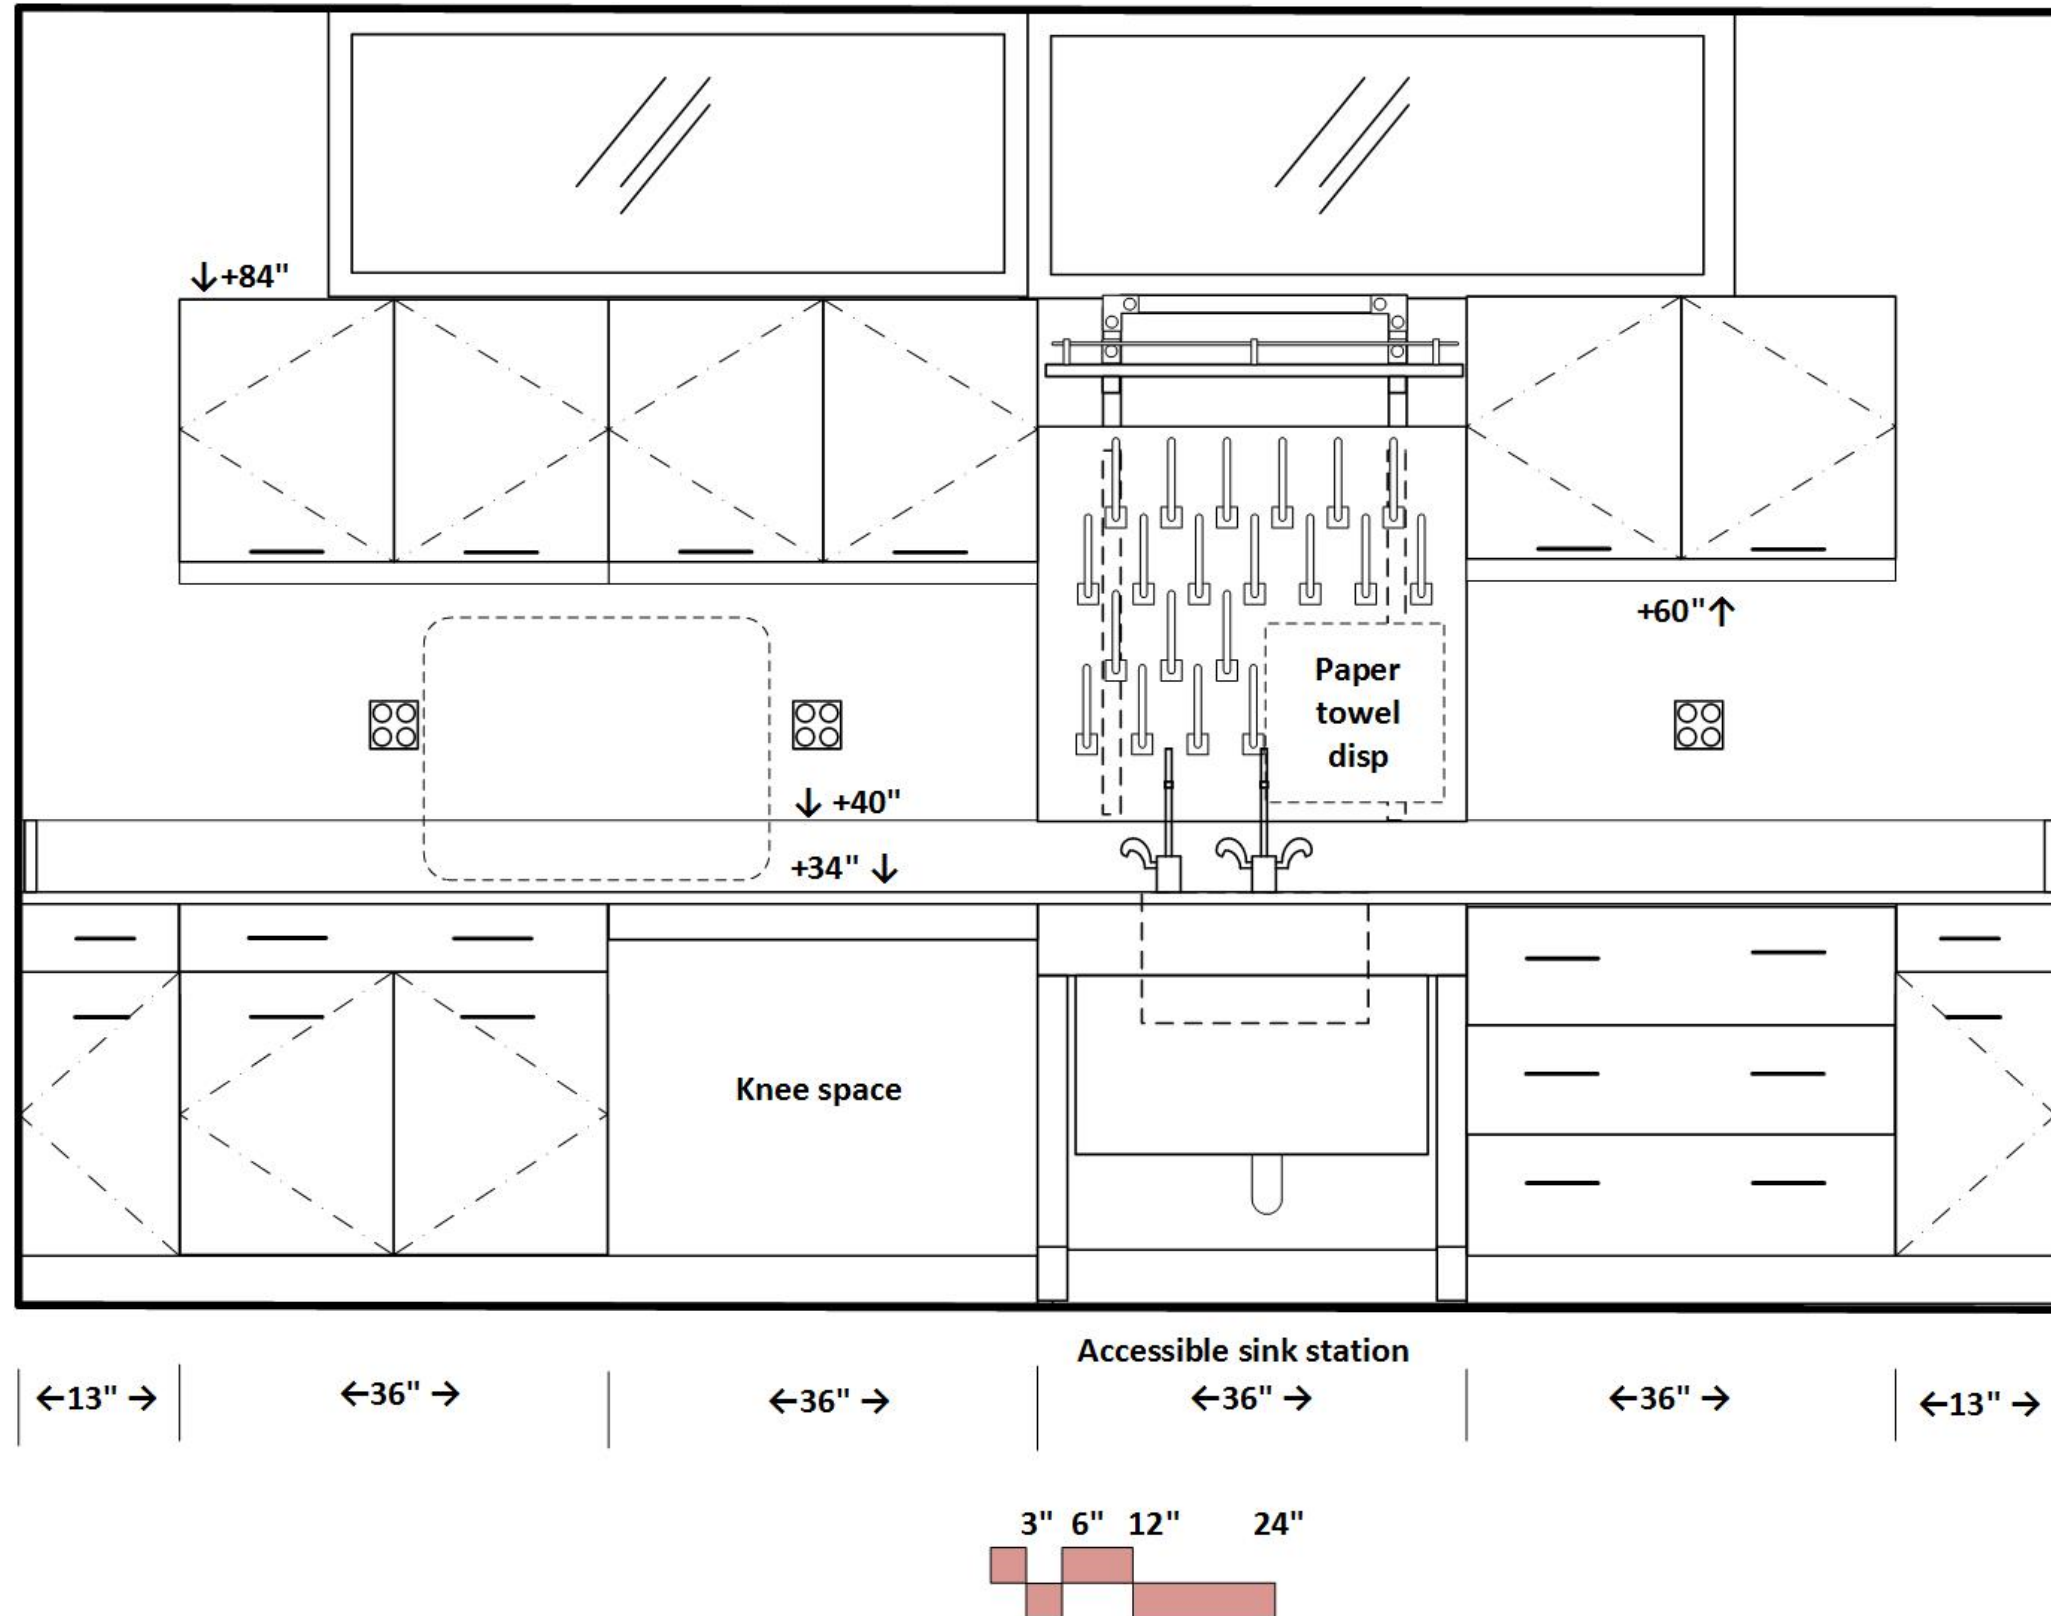 ↓+84"
+60"↑
Paper
towel
disp
↓ +40"
+34" ↓
Knee space
Accessible sink station
←13" → ←36" → ←36" → ←36" → ←36" → ←13" →
3" 6" 12" 24"